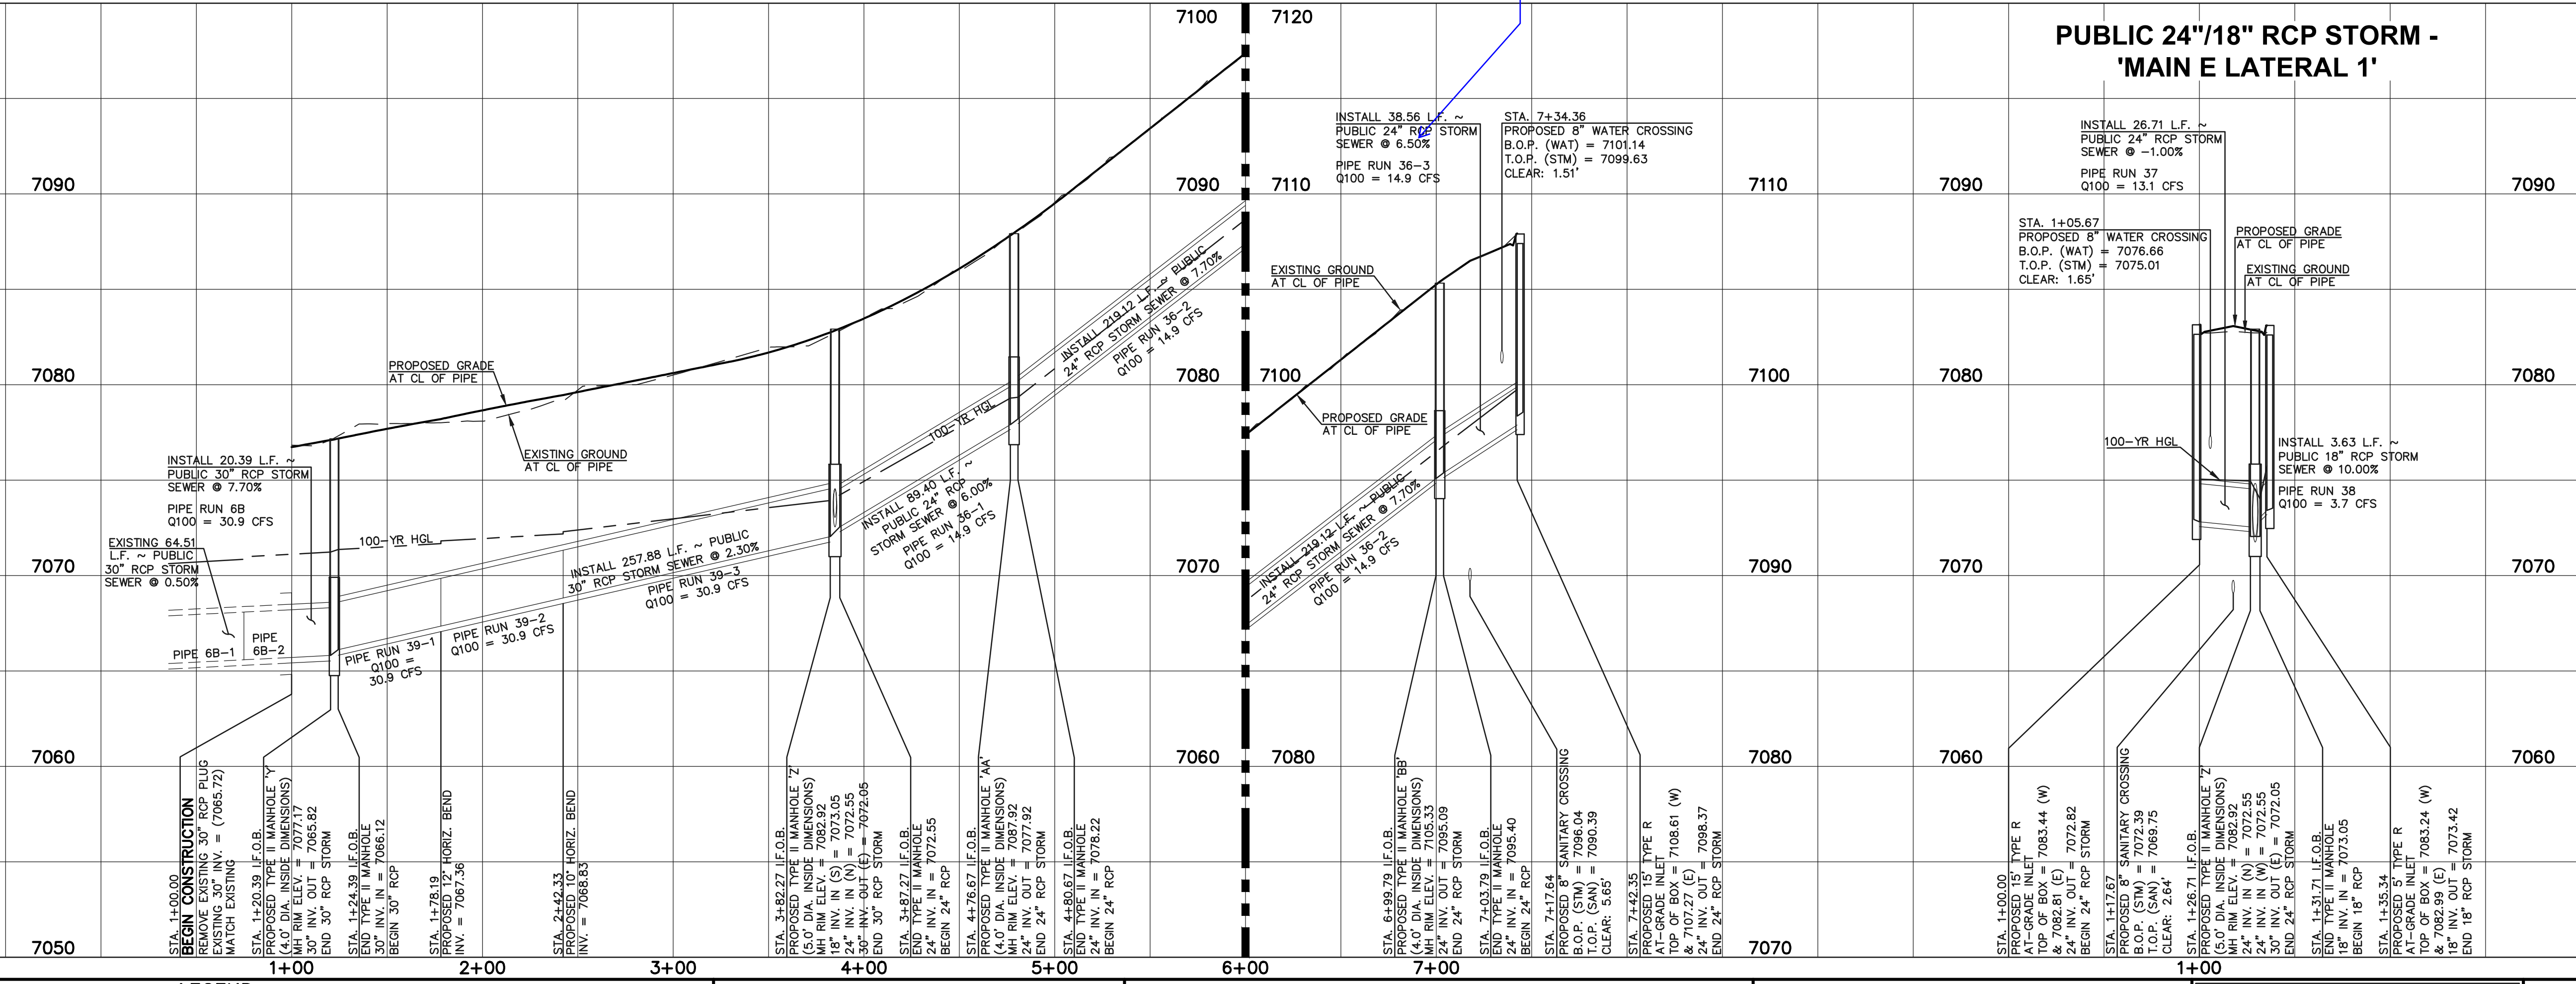 7100
7120
PUBLIC 24"/18" RCP STORM -
'MAIN E LATERAL 1'
7090
7090
7110
7110
7090
7090
7080
7080
7100
7100
7080
7080
7070
7070
7090
7070
7070
7060
7060
7080
7080
7060
7060
7050
7070
INSTALL 20.39 L.F. ~
PUBLIC 30" RCP STORM
SEWER @ 7.70%
PIPE RUN 6B
Q100 = 30.9 CFS
EXISTING 64.51
L.F. ~ PUBLIC
30" RCP STORM
SEWER @ 0.50%
PIPE 6B-1
PIPE
6B-2
PROPOSED GRADE
AT CL OF PIPE
EXISTING GROUND
AT CL OF PIPE
100-YR HGL
PIPE RUN 39-1
Q100 =
30.9 CFS
PIPE RUN 39-2
Q100 = 30.9 CFS
INSTALL 257.88 L.F. ~ PUBLIC
30" RCP STORM SEWER @ 2.30%
PIPE RUN 39-3
Q100 = 30.9 CFS
100-YR HGL
INSTALL 89.40 L.F. ~
PUBLIC 24" RCP
STORM SEWER @ 6.00%
PIPE RUN 36-1
Q100 = 14.9 CFS
INSTALL 219.12 L.F. ~ PUBLIC
24" RCP STORM SEWER @ 7.70%
PIPE RUN 36-2
Q100 = 14.9 CFS
INSTALL 219.12 L.F. ~ PUBLIC
24" RCP STORM SEWER @ 7.70%
PIPE RUN 36-2
Q100 = 14.9 CFS
EXISTING GROUND
AT CL OF PIPE
PROPOSED GRADE
AT CL OF PIPE
INSTALL 38.56 L.F. ~
PUBLIC 24" RCP STORM
SEWER @ 6.50%
PIPE RUN 36-3
Q100 = 14.9 CFS
STA. 7+34.36
PROPOSED 8" WATER CROSSING
B.O.P. (WAT) = 7101.14
T.O.P. (STM) = 7099.63
CLEAR: 1.51'
INSTALL 26.71 L.F. ~
PUBLIC 24" RCP STORM
SEWER @ -1.00%
PIPE RUN 37
Q100 = 13.1 CFS
STA. 1+05.67
PROPOSED 8" WATER CROSSING
B.O.P. (WAT) = 7076.66
T.O.P. (STM) = 7075.01
CLEAR: 1.65'
PROPOSED GRADE
AT CL OF PIPE
EXISTING GROUND
AT CL OF PIPE
100-YR HGL
INSTALL 3.63 L.F. ~
PUBLIC 18" RCP STORM
SEWER @ 10.00%
PIPE RUN 38
Q100 = 3.7 CFS
STA. 1+00.00
BEGIN CONSTRUCTION
REMOVE EXISTING 30" RCP PLUG
EXISTING 30" INV. = (7065.72)
MATCH EXISTING
STA. 1+20.39 I.F.O.B.
PROPOSED TYPE II MANHOLE 'Y'
(4.0' DIA. INSIDE DIMENSIONS)
MH RIM ELEV. = 7077.17
30" INV. OUT = 7065.82
END 30" RCP STORM
STA. 1+24.39 I.F.O.B.
END TYPE II MANHOLE
30" INV. IN = 7066.12
BEGIN 30" RCP
STA. 1+78.19
PROPOSED 12° HORIZ. BEND
INV. = 7067.36
STA. 2+42.33
PROPOSED 10° HORIZ. BEND
INV. = 7068.83
STA. 3+82.27 I.F.O.B.
PROPOSED TYPE II MANHOLE 'Z'
(5.0' DIA. INSIDE DIMENSIONS)
MH RIM ELEV. = 7082.92
18" INV. IN (S) = 7073.05
24" INV. IN (N) = 7072.55
30" INV. OUT (E) = 7072.05
END 30" RCP STORM
STA. 3+87.27 I.F.O.B.
END TYPE II MANHOLE
24" INV. IN = 7072.55
BEGIN 24" RCP
STA. 4+76.67 I.F.O.B.
PROPOSED TYPE II MANHOLE 'AA'
(4.0' DIA. INSIDE DIMENSIONS)
MH RIM ELEV. = 7087.92
24" INV. OUT = 7077.92
END 24" RCP STORM
STA. 4+80.67 I.F.O.B.
END TYPE II MANHOLE
24" INV. IN = 7078.22
BEGIN 24" RCP
STA. 6+99.79 I.F.O.B.
PROPOSED TYPE II MANHOLE 'BB'
(4.0' DIA. INSIDE DIMENSIONS)
MH RIM ELEV. = 7105.33
24" INV. OUT = 7095.09
END 24" RCP STORM
STA. 7+03.79 I.F.O.B.
END TYPE II MANHOLE
24" INV. IN = 7095.40
BEGIN 24" RCP
STA. 7+17.64
PROPOSED 8" SANITARY CROSSING
B.O.P. (STM) = 7096.04
T.O.P. (SAN) = 7090.39
CLEAR: 5.65'
STA. 7+42.35
PROPOSED 15' TYPE R
AT-GRADE INLET
TOP OF BOX = 7108.61 (W)
& 7107.27 (E)
24" INV. OUT = 7098.37
END 24" RCP STORM
STA. 1+00.00
PROPOSED 15' TYPE R
AT-GRADE INLET
TOP OF BOX = 7083.44 (W)
& 7082.81 (E)
24" INV. OUT = 7072.82
BEGIN 24" RCP STORM
STA. 1+17.67
PROPOSED 8" SANITARY CROSSING
B.O.P. (STM) = 7072.39
T.O.P. (SAN) = 7069.75
CLEAR: 2.64'
STA. 1+26.71 I.F.O.B.
PROPOSED TYPE II MANHOLE 'Z'
(5.0' DIA. INSIDE DIMENSIONS)
MH RIM ELEV. = 7082.92
24" INV. IN (N) = 7072.55
24" INV. IN (W) = 7072.55
30" INV. OUT (E) = 7072.05
END 24" RCP STORM
STA. 1+31.71 I.F.O.B.
END TYPE II MANHOLE
18" INV. IN = 7073.05
BEGIN 18" RCP
STA. 1+35.34
PROPOSED 5' TYPE R
AT-GRADE INLET
TOP OF BOX = 7083.24 (W)
& 7082.99 (E)
18" INV. OUT = 7073.42
END 18" RCP STORM
1+00
2+00
3+00
4+00
5+00
6+00
7+00
1+00